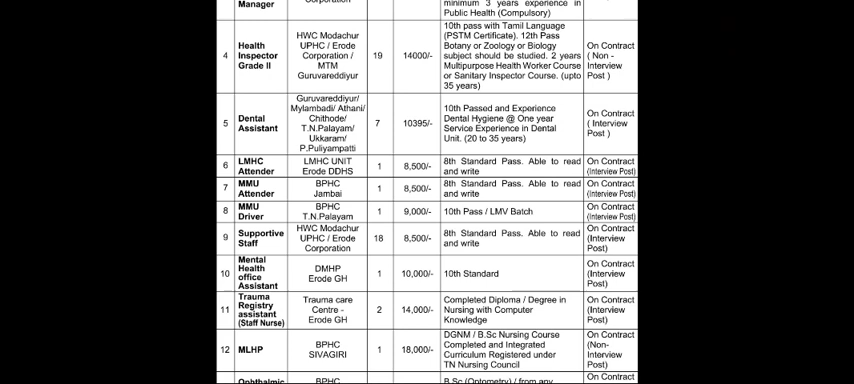 Manager
Corporation
minimum 3 years experience in
Public Health (Compulsory)
4
Health
Inspector
Grade II
HWC Modachur
UPHC / Erode
Corporation /
MTM
Guruvareddiyur
19
14000/-
10th pass with Tamil Language
(PSTM Certificate). 12th Pass
Botany or Zoology or Biology
subject should be studied. 2 years
Multipurpose Health Worker Course
or Sanitary Inspector Course. (upto
35 years)
On Contract
( Non -
Interview
Post )
5
Dental
Assistant
Guruvareddiyur/
Mylambadi/ Athani/
Chithode/
T.N.Palayam/
Ukkaram/
P.Puliyampatti
7
10395/-
10th Passed and Experience
Dental Hygiene @ One year
Service Experience in Dental
Unit. (20 to 35 years)
On Contract
( Interview
Post )
6
LMHC
Attender
LMHC UNIT
Erode DDHS
1
8,500/-
8th Standard Pass. Able to read
and write
On Contract
(Interview Post)
7
MMU
Attender
BPHC
Jambai
1
8,500/-
8th Standard Pass. Able to read
and write
On Contract
(Interview Post)
8
MMU
Driver
BPHC
T.N.Palayam
1
9,000/-
10th Pass / LMV Batch
On Contract
(Interview Post)
9
Supportive
Staff
HWC Modachur
UPHC / Erode
Corporation
18
8,500/-
8th Standard Pass. Able to read
and write
On Contract
(Interview
Post)
10
Mental
Health
office
Assistant
DMHP
Erode GH
1
10,000/-
10th Standard
On Contract
(Interview
Post)
11
Trauma
Registry
assistant
(Staff Nurse)
Trauma care
Centre -
Erode GH
2
14,000/-
Completed Diploma / Degree in
Nursing with Computer
Knowledge
On Contract
(Interview
Post)
12
MLHP
BPHC
SIVAGIRI
1
18,000/-
DGNM / B.Sc Nursing Course
Completed and Integrated
Curriculum Registered under
TN Nursing Council
On Contract
(Non-
Interview
Post)
Ophthalmic
BPHC
B.Sc (Optometry) / from any
On Contract